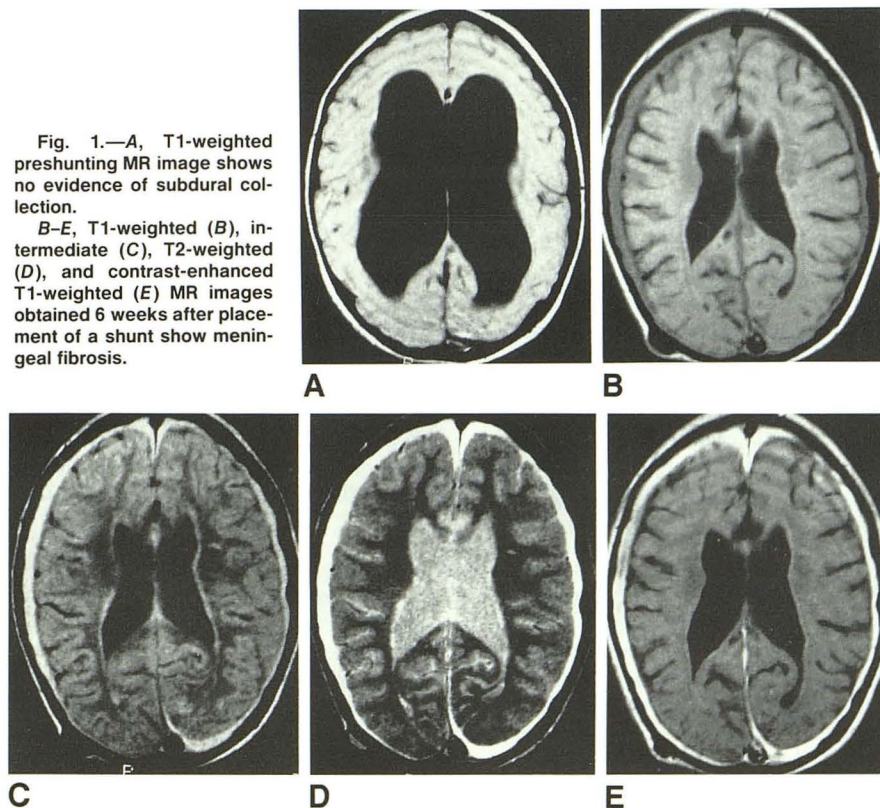 Fig. 1.—A, T1-weighted
preshunting MR image shows
no evidence of subdural col-
lection.
B–E, T1-weighted (B), in-
termediate (C), T2-weighted
(D), and contrast-enhanced
T1-weighted (E) MR images
obtained 6 weeks after place-
ment of a shunt show menin-
geal fibrosis.
A
B
C
D
E